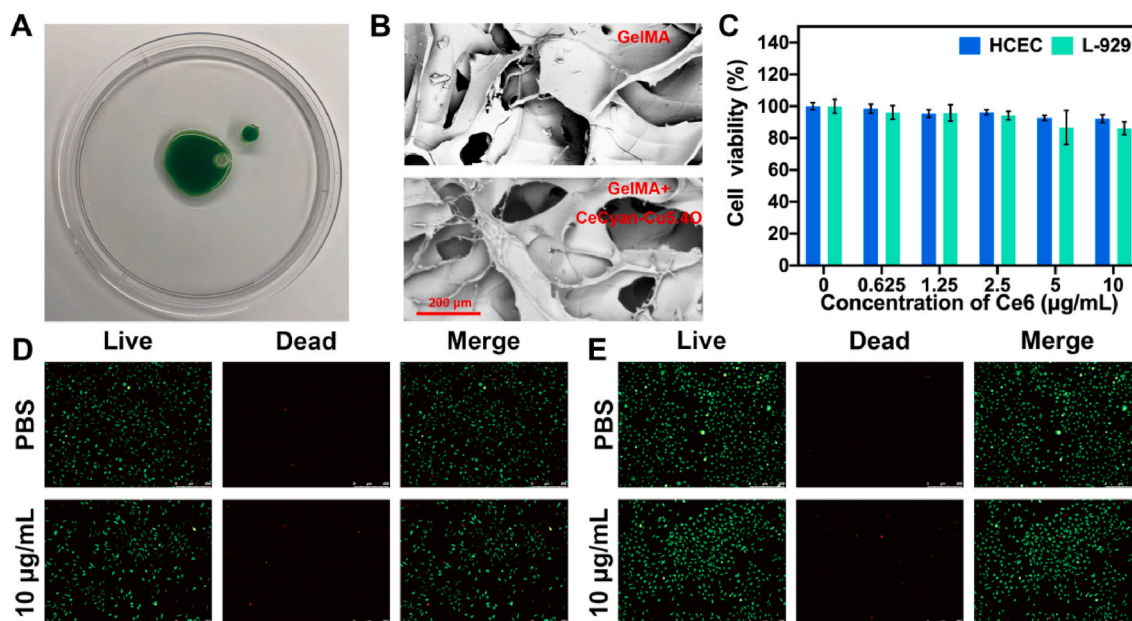 A
B
GelMA
GelMA+
CeCyan-Cu5.4O
200 μm
C
Cell viability (%)
140
120
100
80
60
40
20
0
HCEC
L-929
0
0.625
1.25
2.5
5
10
Concentration of Ce6 (μg/mL)
D
Live
Dead
Merge
PBS
10 μg/mL
E
Live
Dead
Merge
PBS
10 μg/mL